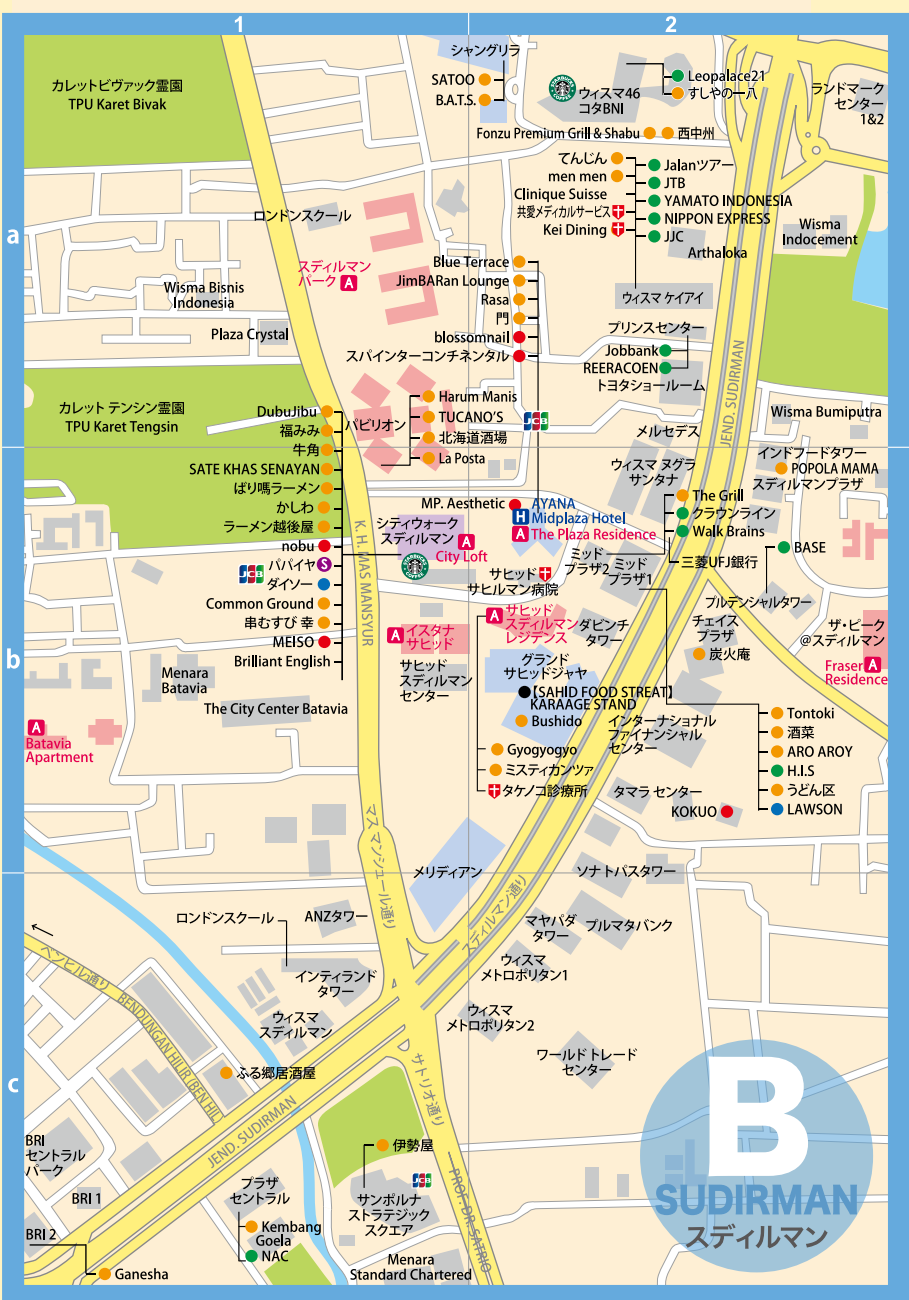 1
2
a
b
c
カレットビヴァック霊園
TPU Karet Bivak
シャングリラ
SATOO
B.A.T.S.
STARBUCKS COFFEE
ウィスマ46
コタBNI
Leopalace21
すしやの一八
ランドマーク
センター
1&2
Fonzu Premium Grill & Shabu
西中州
てんじん
men men
Clinique Suisse
共愛メディカルサービス
Kei Dining
Jalanツアー
JTB
YAMATO INDONESIA
NIPPON EXPRESS
JJC
Arthaloka
ウィスマ ケイアイ
Wisma
Indocement
ロンドンスクール
スディルマン
パーク A
Wisma Bisnis
Indonesia
Plaza Crystal
Blue Terrace
JimBARan Lounge
Rasa
門
blossomnail
スパインターコンチネンタル
プリンスセンター
Jobbank
REERACOEN
トヨタショールーム
JEND. SUDIRMAN
カレット テンシン霊園
TPU Karet Tengsin
DubuJibu
福みみ
牛角
SATE KHAS SENAYAN
ばり嗎ラーメン
かしわ
ラーメン越後屋
nobu
パパイヤ S
JCB
ダイソー
Common Ground
串むすび 幸
MEISO
Brilliant English
パビリオン
Harum Manis
TUCANO'S
北海道酒場
La Posta
JCB
メルセデス
Wisma Bumiputra
インドフードタワー
POPOLA MAMA
スディルマンプラザ
ウィスマ ヌグラ
サンタナ
The Grill
クラウンライン
Walk Brains
三菱UFJ銀行
BASE
プルデンシャルタワー
MP. Aesthetic
AYANA
H Midplaza Hotel
A The Plaza Residence
シティウォーク
スディルマン
A
City Loft
STARBUCKS COFFEE
K. H. MAS MANSYUR
ミッド
プラザ2
ミッド
プラザ1
サヒッド
サヒルマン病院
A サヒッド
スディルマン
レジデンス
ダビンチ
タワー
チェイス
プラザ
炭火庵
ザ・ピーク
@スディルマン
Fraser A
Residence
A イスタナ
サヒッド
サヒッド
スディルマン
センター
グランド
サヒッドジャヤ
【SAHID FOOD STREAT】
KARAAGE STAND
Bushido
Gyogyogyo
ミスティカンツァ
タケノコ診療所
インターナショナル
ファイナンシャル
センター
Tontoki
酒菜
ARO AROY
H.I.S
うどん区
LAWSON
タマラ センター
KOKUO
Menara
Batavia
The City Center Batavia
A
Batavia
Apartment
マス マンシュール通り
メリディアン
ソナトパスタワー
スディルマン通り
マヤパダ
タワー
プルマタバンク
ウィスマ
メトロポリタン1
ウィスマ
メトロポリタン2
ワールド トレード
センター
ロンドンスクール
ANZタワー
インティランド
タワー
ウィスマ
スディルマン
ベンヒル通り BENDUNGAN HILIR (BEN HIL)
ふる郷居酒屋
JEND. SUDIRMAN
サトリオ通り
PROF. DR. SATRIO
BRI
セントラル
パーク
BRI 1
BRI 2
Ganesha
プラザ
セントラル
Kembang
Goela
NAC
伊勢屋
JCB
サンポルナ
ストラテジック
スクエア
Menara
Standard Chartered
B
SUDIRMAN
スディルマン